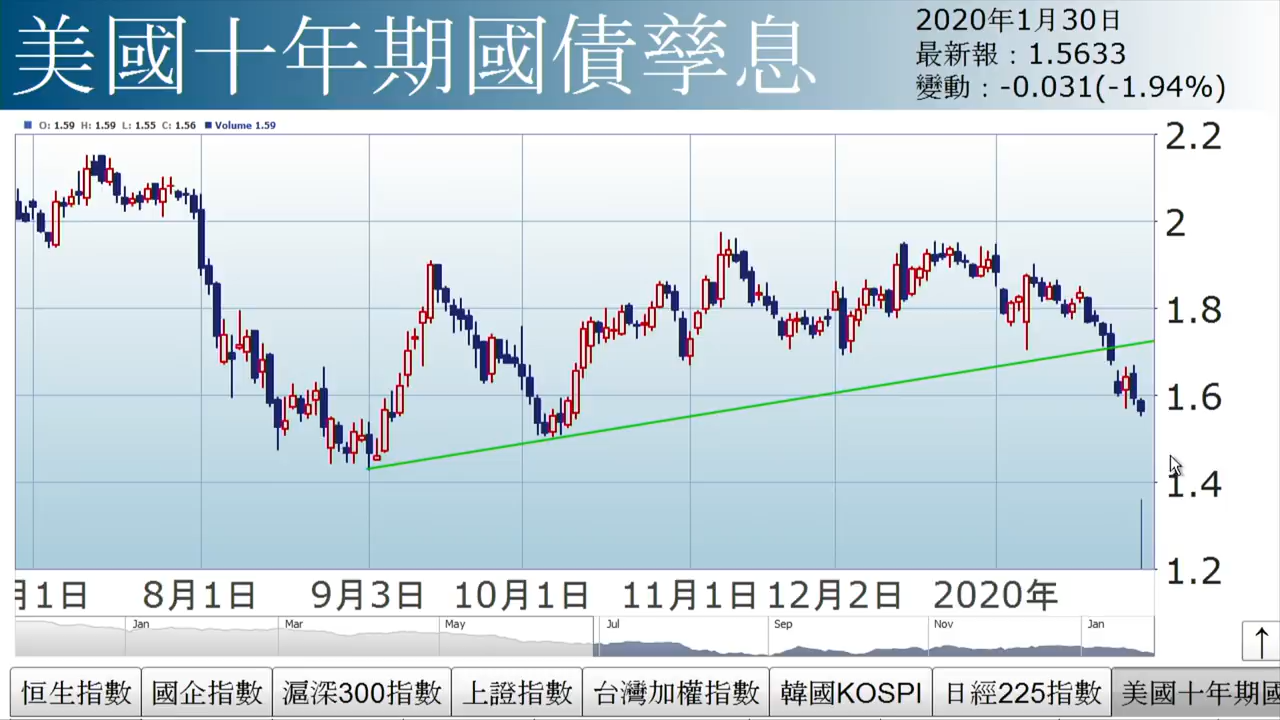 美國十年期國債孳息
2020年1月30日
最新報：1.5633
變動：-0.031(-1.94%)
O: 1.59 H: 1.59 L: 1.55 C: 1.56 Volume 1.59
2.2
2
1.8
1.6
1.4
1.2
月1日 8月1日 9月3日 10月1日 11月1日 12月2日 2020年
Jan Mar May Jul Sep Nov Jan
↑
恒生指數 國企指數 滬深300指數 上證指數 台灣加權指數 韓國KOSPI 日經225指數 美國十年期國